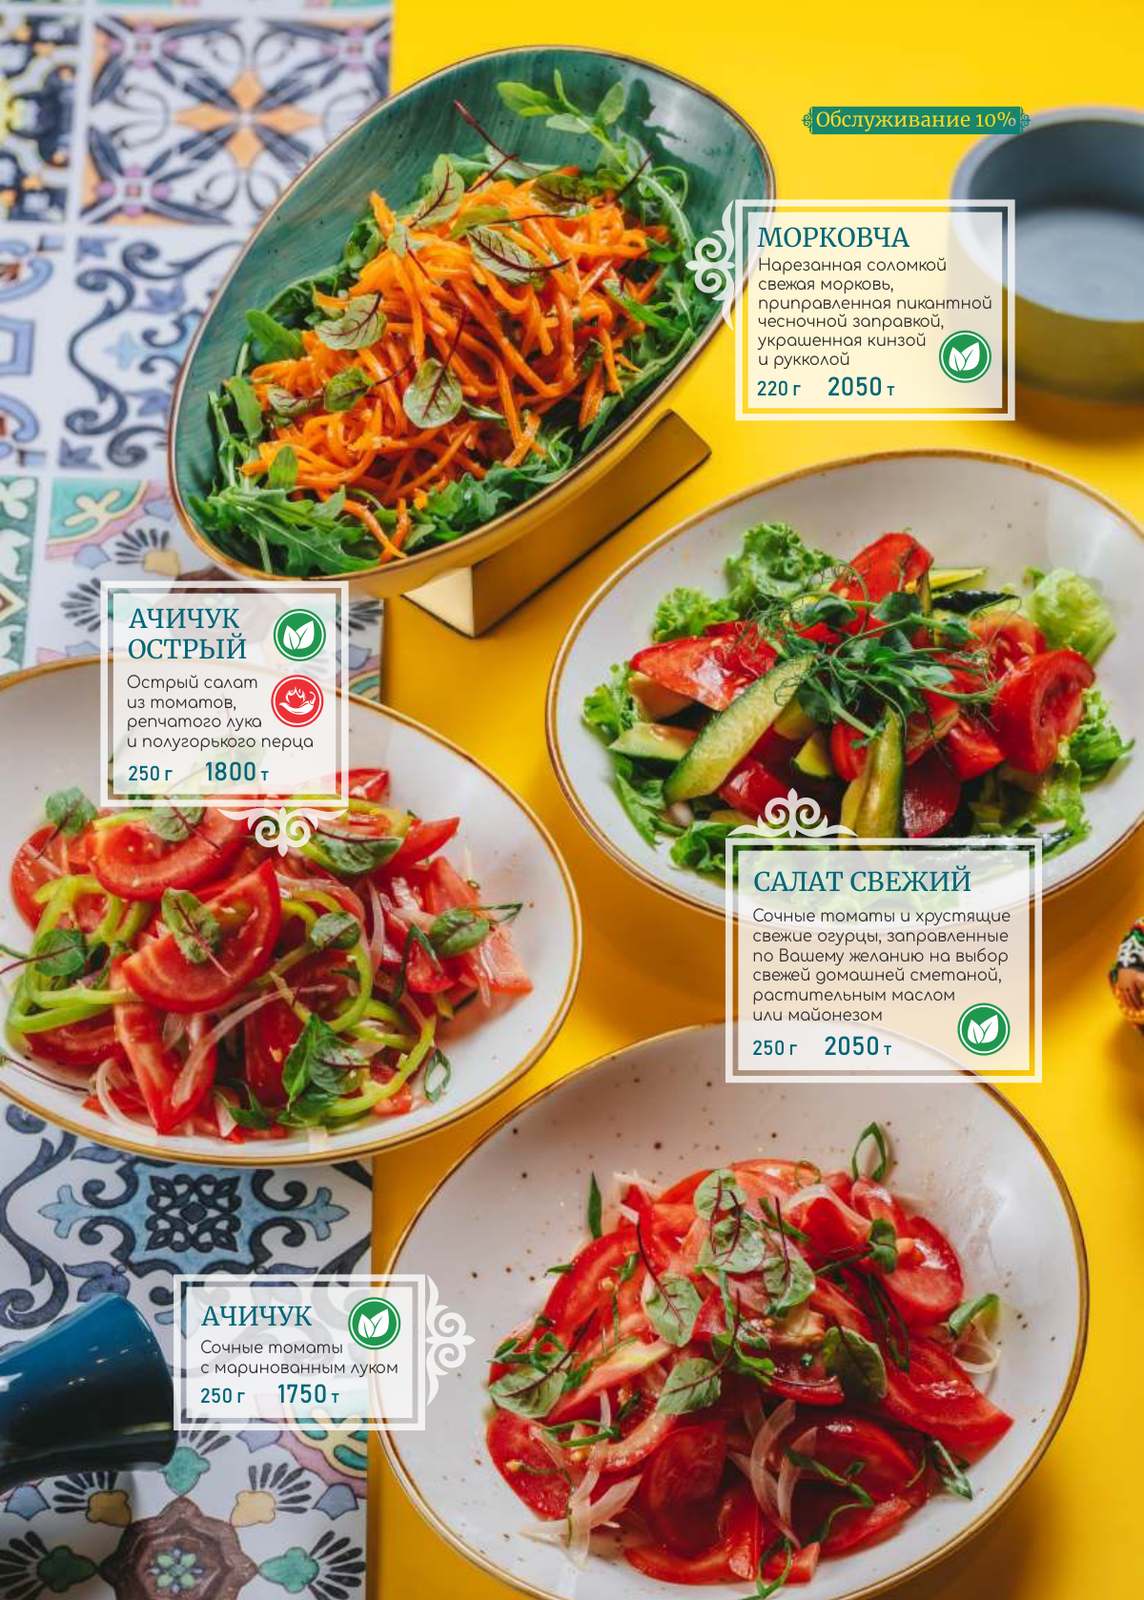 Обслуживание 10%
МОРКОВЧА
Нарезанная соломкой
свежая морковь,
приправленная пикантной
чесночной заправкой,
украшенная кинзой
и рукколой
220 г 2050 т
АЧИЧУК
ОСТРЫЙ
Острый салат
из томатов,
репчатого лука
и полугорького перца
250 г 1800 т
САЛАТ СВЕЖИЙ
Сочные томаты и хрустящие
свежие огурцы, заправленные
по Вашему желанию на выбор
свежей домашней сметаной,
растительным маслом
или майонезом
250 г 2050 т
АЧИЧУК
Сочные томаты
с маринованным луком
250 г 1750 т